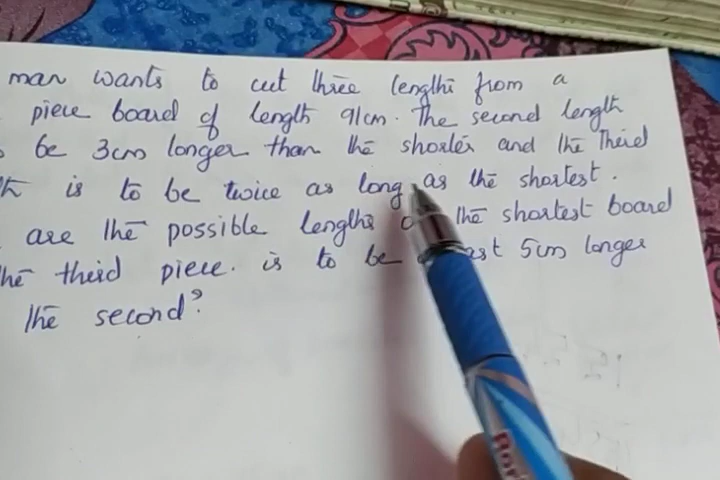 man wants to cut three lengths from a
piece board of length 91cm. The second length
be 3cm longer than the shorter and the Third
is to be twice as long as the shortest.
are the possible lengths the shortest board
third piece. is to be 5cm longer
the second?